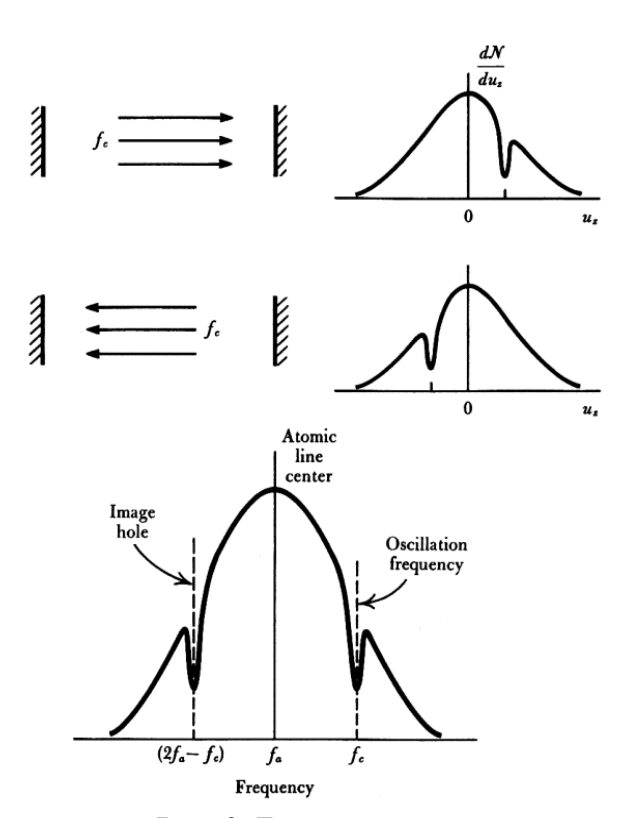 dN
du_z
f_c
0
u_z
f_c
0
u_z
Atomic
line
center
Image
hole
Oscillation
frequency
(2f_a − f_c)
f_a
f_c
Frequency